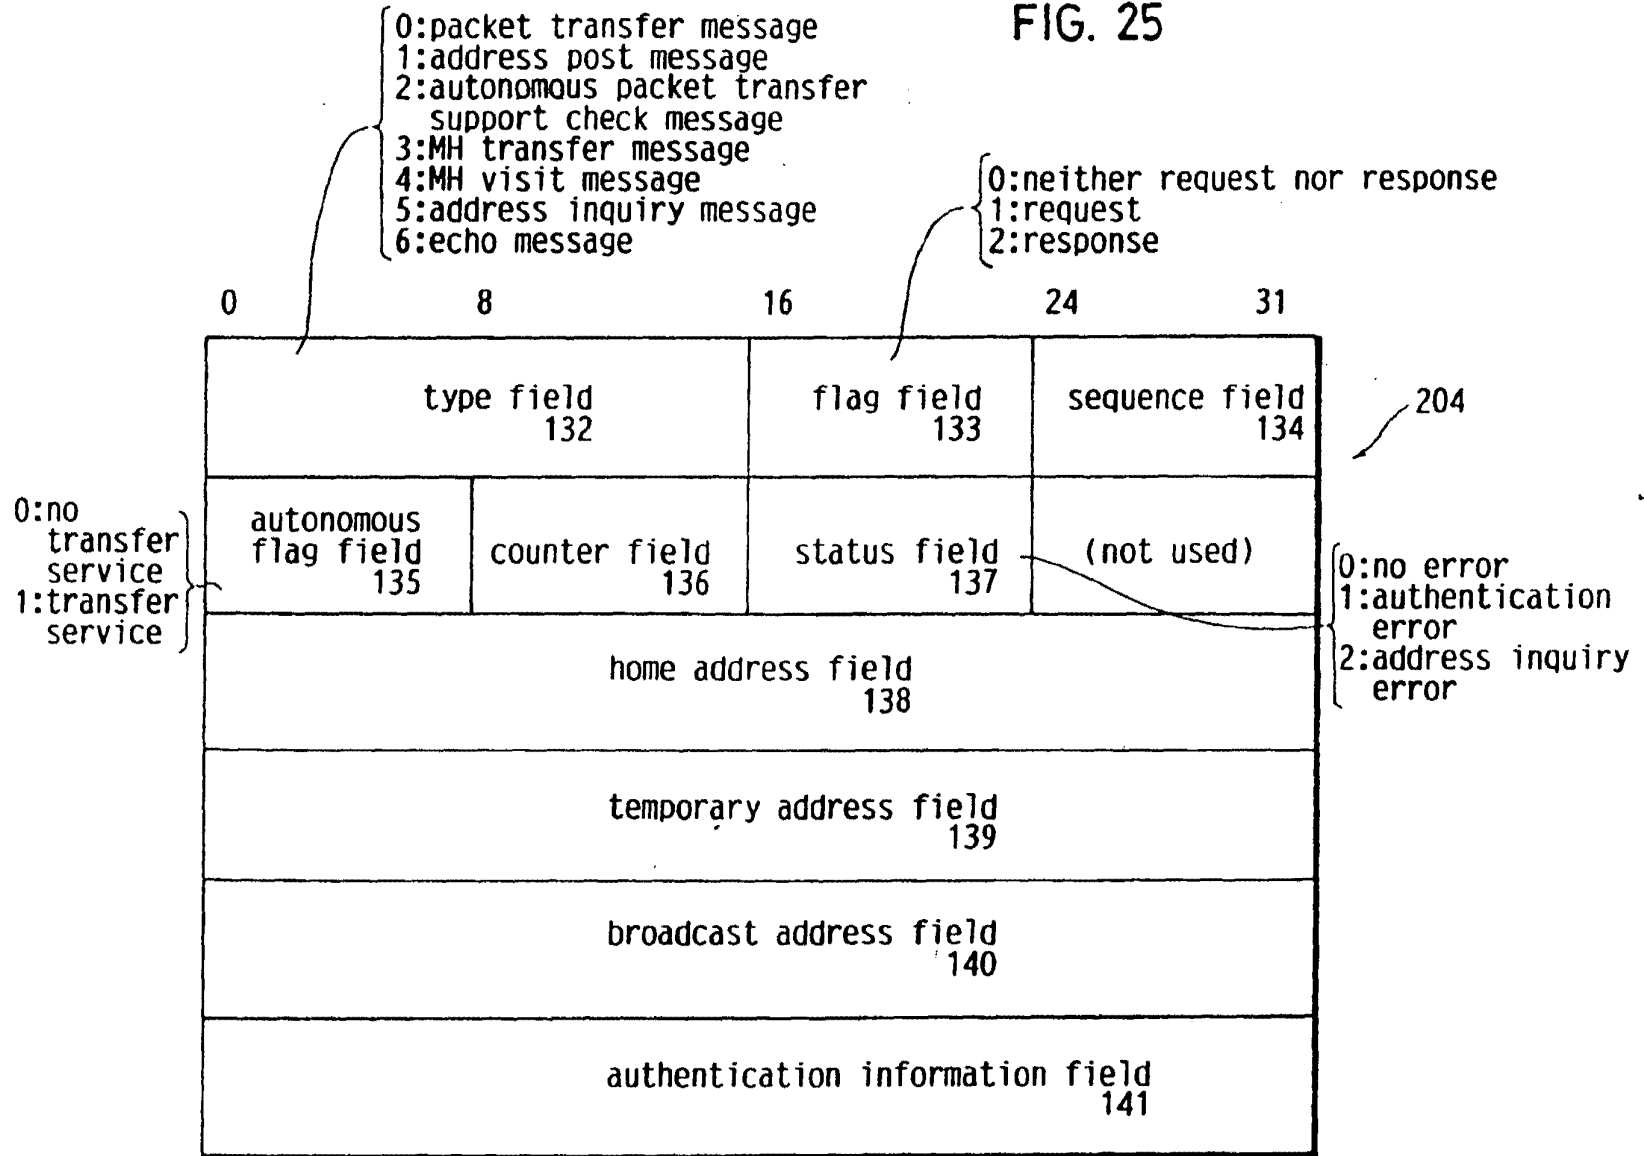 FIG. 25
0:packet transfer message
1:address post message
2:autonomous packet transfer
support check message
3:MH transfer message
4:MH visit message
5:address inquiry message
6:echo message
0:neither request nor response
1:request
2:response
0 8 16 24 31
type field
132
flag field
133
sequence field
134
204
0:no
transfer
service
1:transfer
service
autonomous
flag field
135
counter field
136
status field
137
(not used)
0:no error
1:authentication
error
2:address inquiry
error
home address field
138
temporary address field
139
broadcast address field
140
authentication information field
141